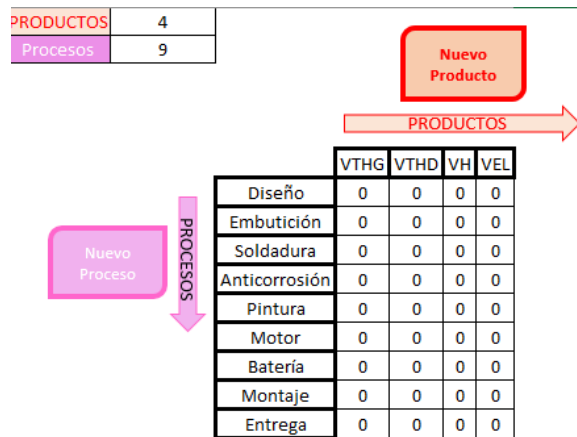 PRODUCTOS 4
Procesos 9
Nuevo
Producto
PRODUCTOS
VTHG VTHD VH VEL
Diseño 0 0 0 0
Embutición 0 0 0 0
Soldadura 0 0 0 0
Anticorrosión 0 0 0 0
Pintura 0 0 0 0
Motor 0 0 0 0
Batería 0 0 0 0
Montaje 0 0 0 0
Entrega 0 0 0 0
PROCESOS
Nuevo
Proceso